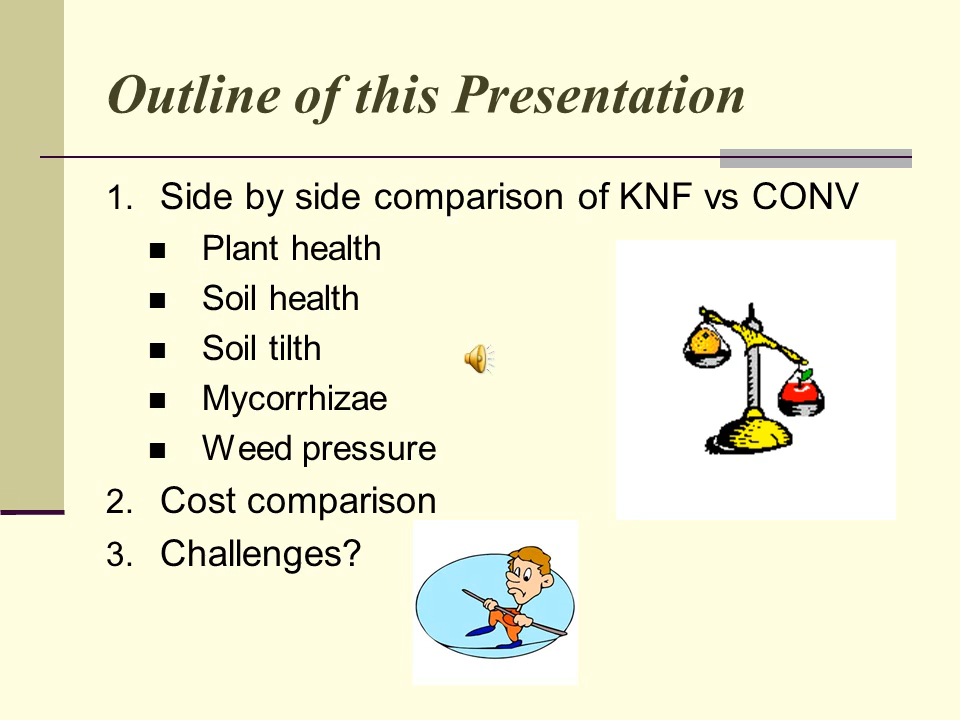 Outline of this Presentation
1. Side by side comparison of KNF vs CONV
■ Plant health
■ Soil health
■ Soil tilth
■ Mycorrhizae
■ Weed pressure
2. Cost comparison
3. Challenges?